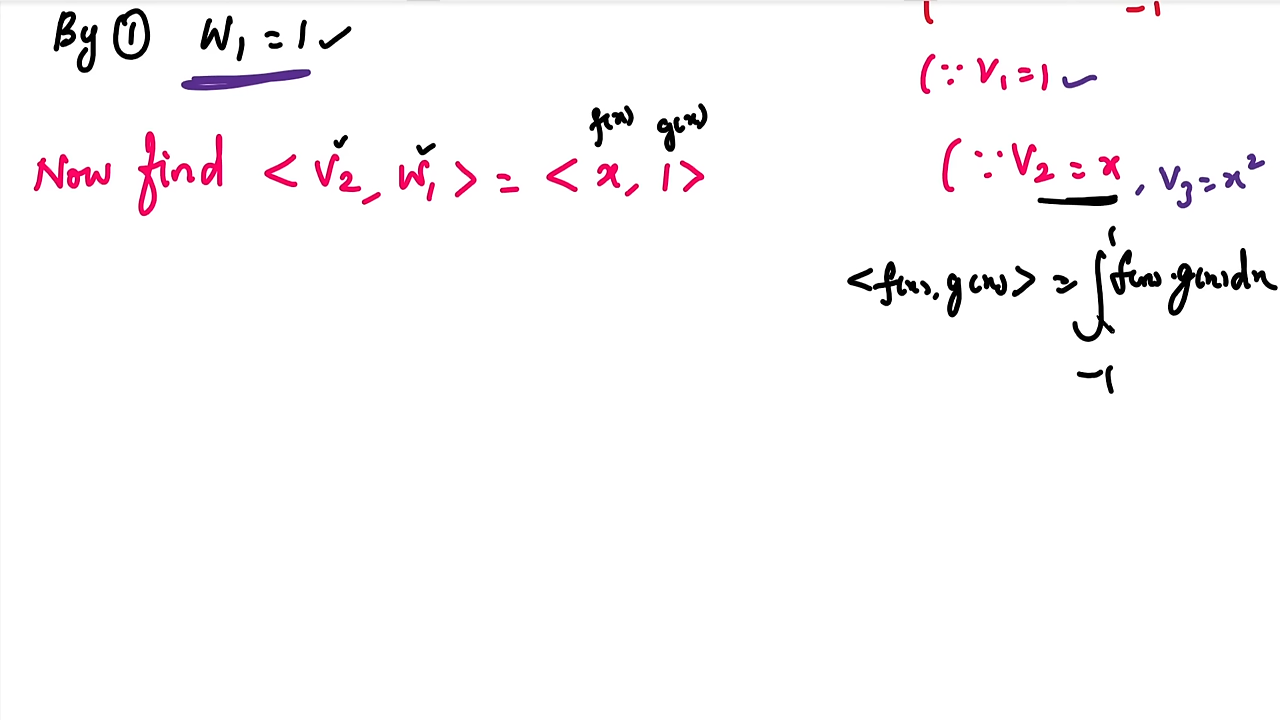 By ① W₁ = 1 ✓
(∵ V₁ = 1 ✓
f(x) g(x)
Now find < V₂, W₁ > = < x, 1 >
(∵ V₂ = x , V₃ = x²
<f(x), g(x)> = ∫₋₁¹ f(x)·g(x)dx